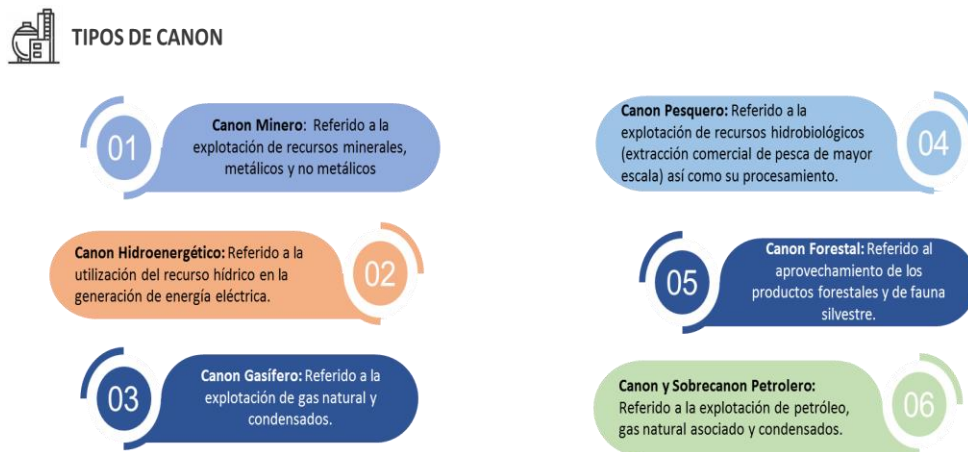 TIPOS DE CANON
01
Canon Minero: Referido a la
explotación de recursos minerales,
metálicos y no metálicos
Canon Hidroenergético: Referido a la
utilización del recurso hídrico en la
generación de energía eléctrica.
02
03
Canon Gasífero: Referido a la
explotación de gas natural y
condensados.
Canon Pesquero: Referido a la
explotación de recursos hidrobiológicos
(extracción comercial de pesca de mayor
escala) así como su procesamiento.
04
05
Canon Forestal: Referido al
aprovechamiento de los
productos forestales y de fauna
silvestre.
Canon y Sobrecanon Petrolero:
Referido a la explotación de petróleo,
gas natural asociado y condensados.
06